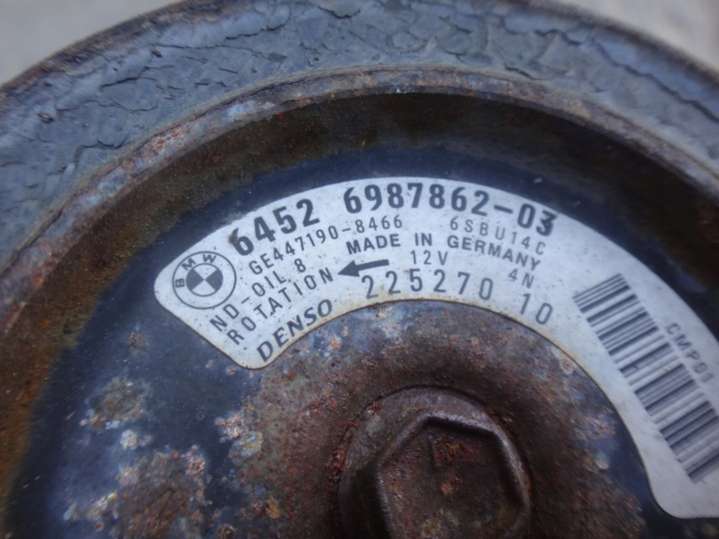 BMW
6452 6987862-03
GE447190-8466 6SBU14C
ND-OIL 8 MADE IN GERMANY
ROTATION ← 12V 4N
DENSO 225270 10
CMP01